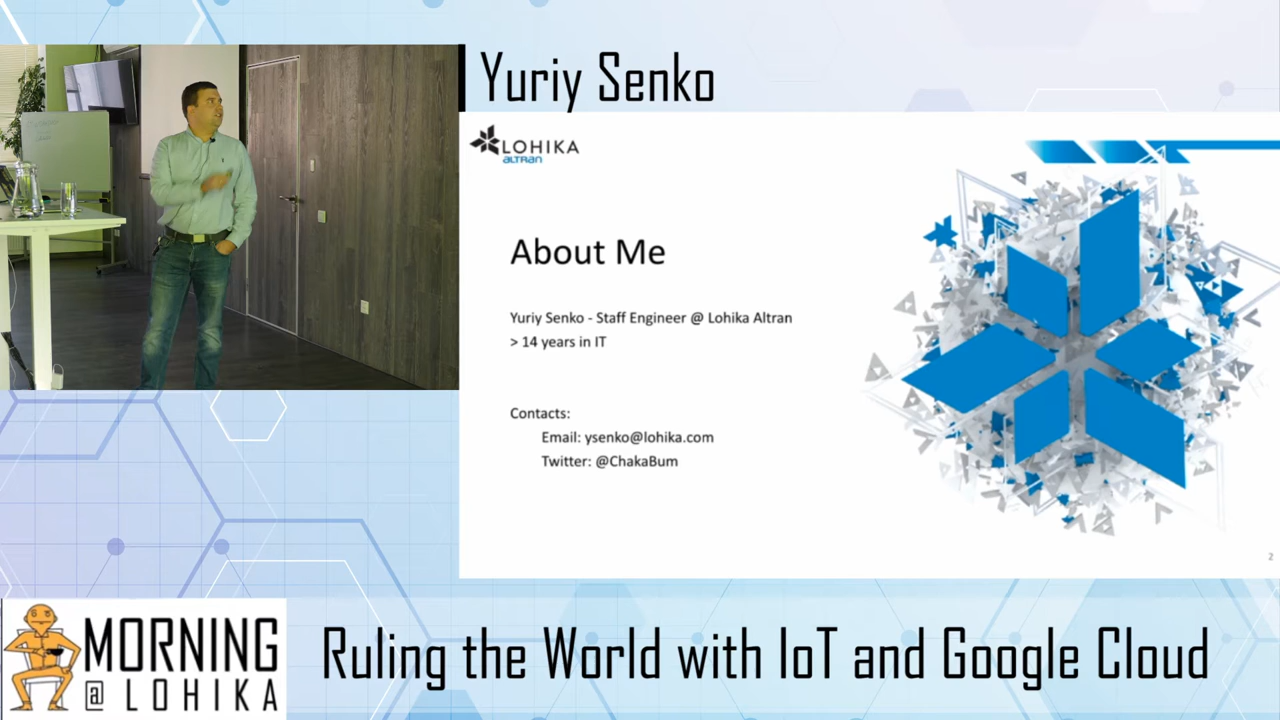 Yuriy Senko
LOHIKA
altran
About Me
Yuriy Senko - Staff Engineer @ Lohika Altran
> 14 years in IT
Contacts:
Email: ysenko@lohika.com
Twitter: @ChakaBum
2
MORNING
@ LOHIKA
Ruling the World with IoT and Google Cloud